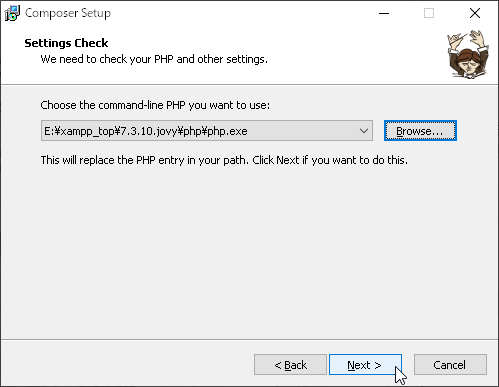 Composer Setup
Settings Check
We need to check your PHP and other settings.
Choose the command-line PHP you want to use:
E:¥xampp_top¥7.3.10.jovy¥php¥php.exe
Browse...
This will replace the PHP entry in your path. Click Next if you want to do this.
< Back
Next >
Cancel